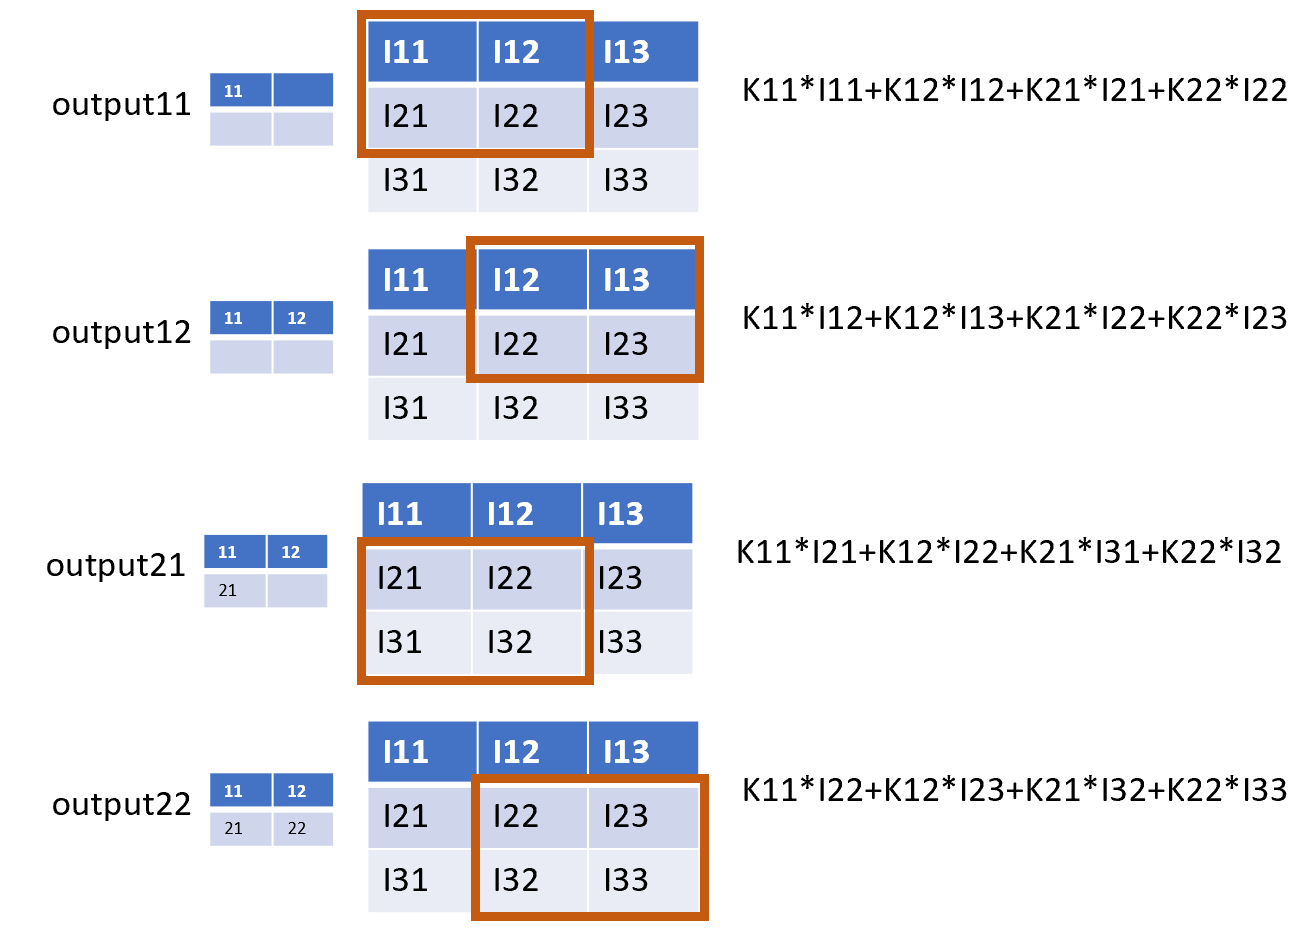 I11 I12 I13
output11 11 I21 I22 I23 K11*I11+K12*I12+K21*I21+K22*I22
I31 I32 I33
I11 I12 I13
output12 11 12 I21 I22 I23 K11*I12+K12*I13+K21*I22+K22*I23
I31 I32 I33
I11 I12 I13
output21 11 12 I21 I22 I23 K11*I21+K12*I22+K21*I31+K22*I32
21 I31 I32 I33
I11 I12 I13
output22 11 12 I21 I22 I23 K11*I22+K12*I23+K21*I32+K22*I33
21 22 I31 I32 I33